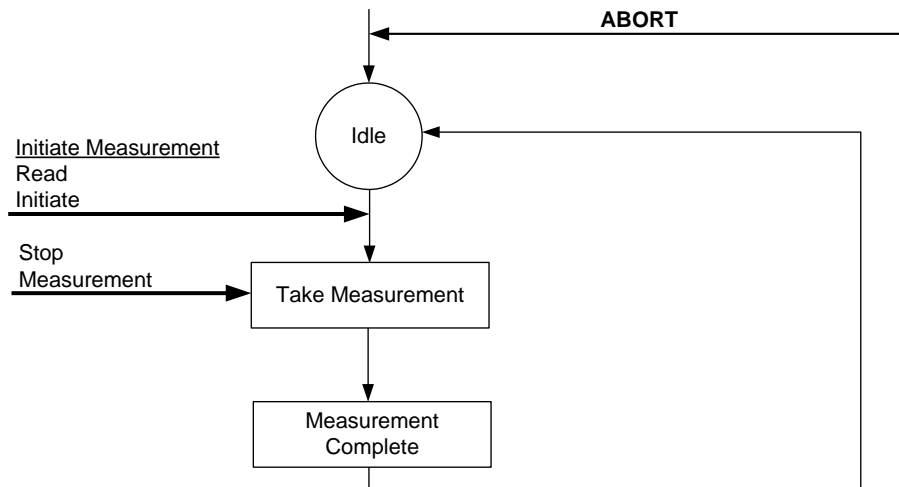 ABORT
Idle
Initiate Measurement
Read
Initiate
Stop
Measurement
Take Measurement
Measurement
Complete